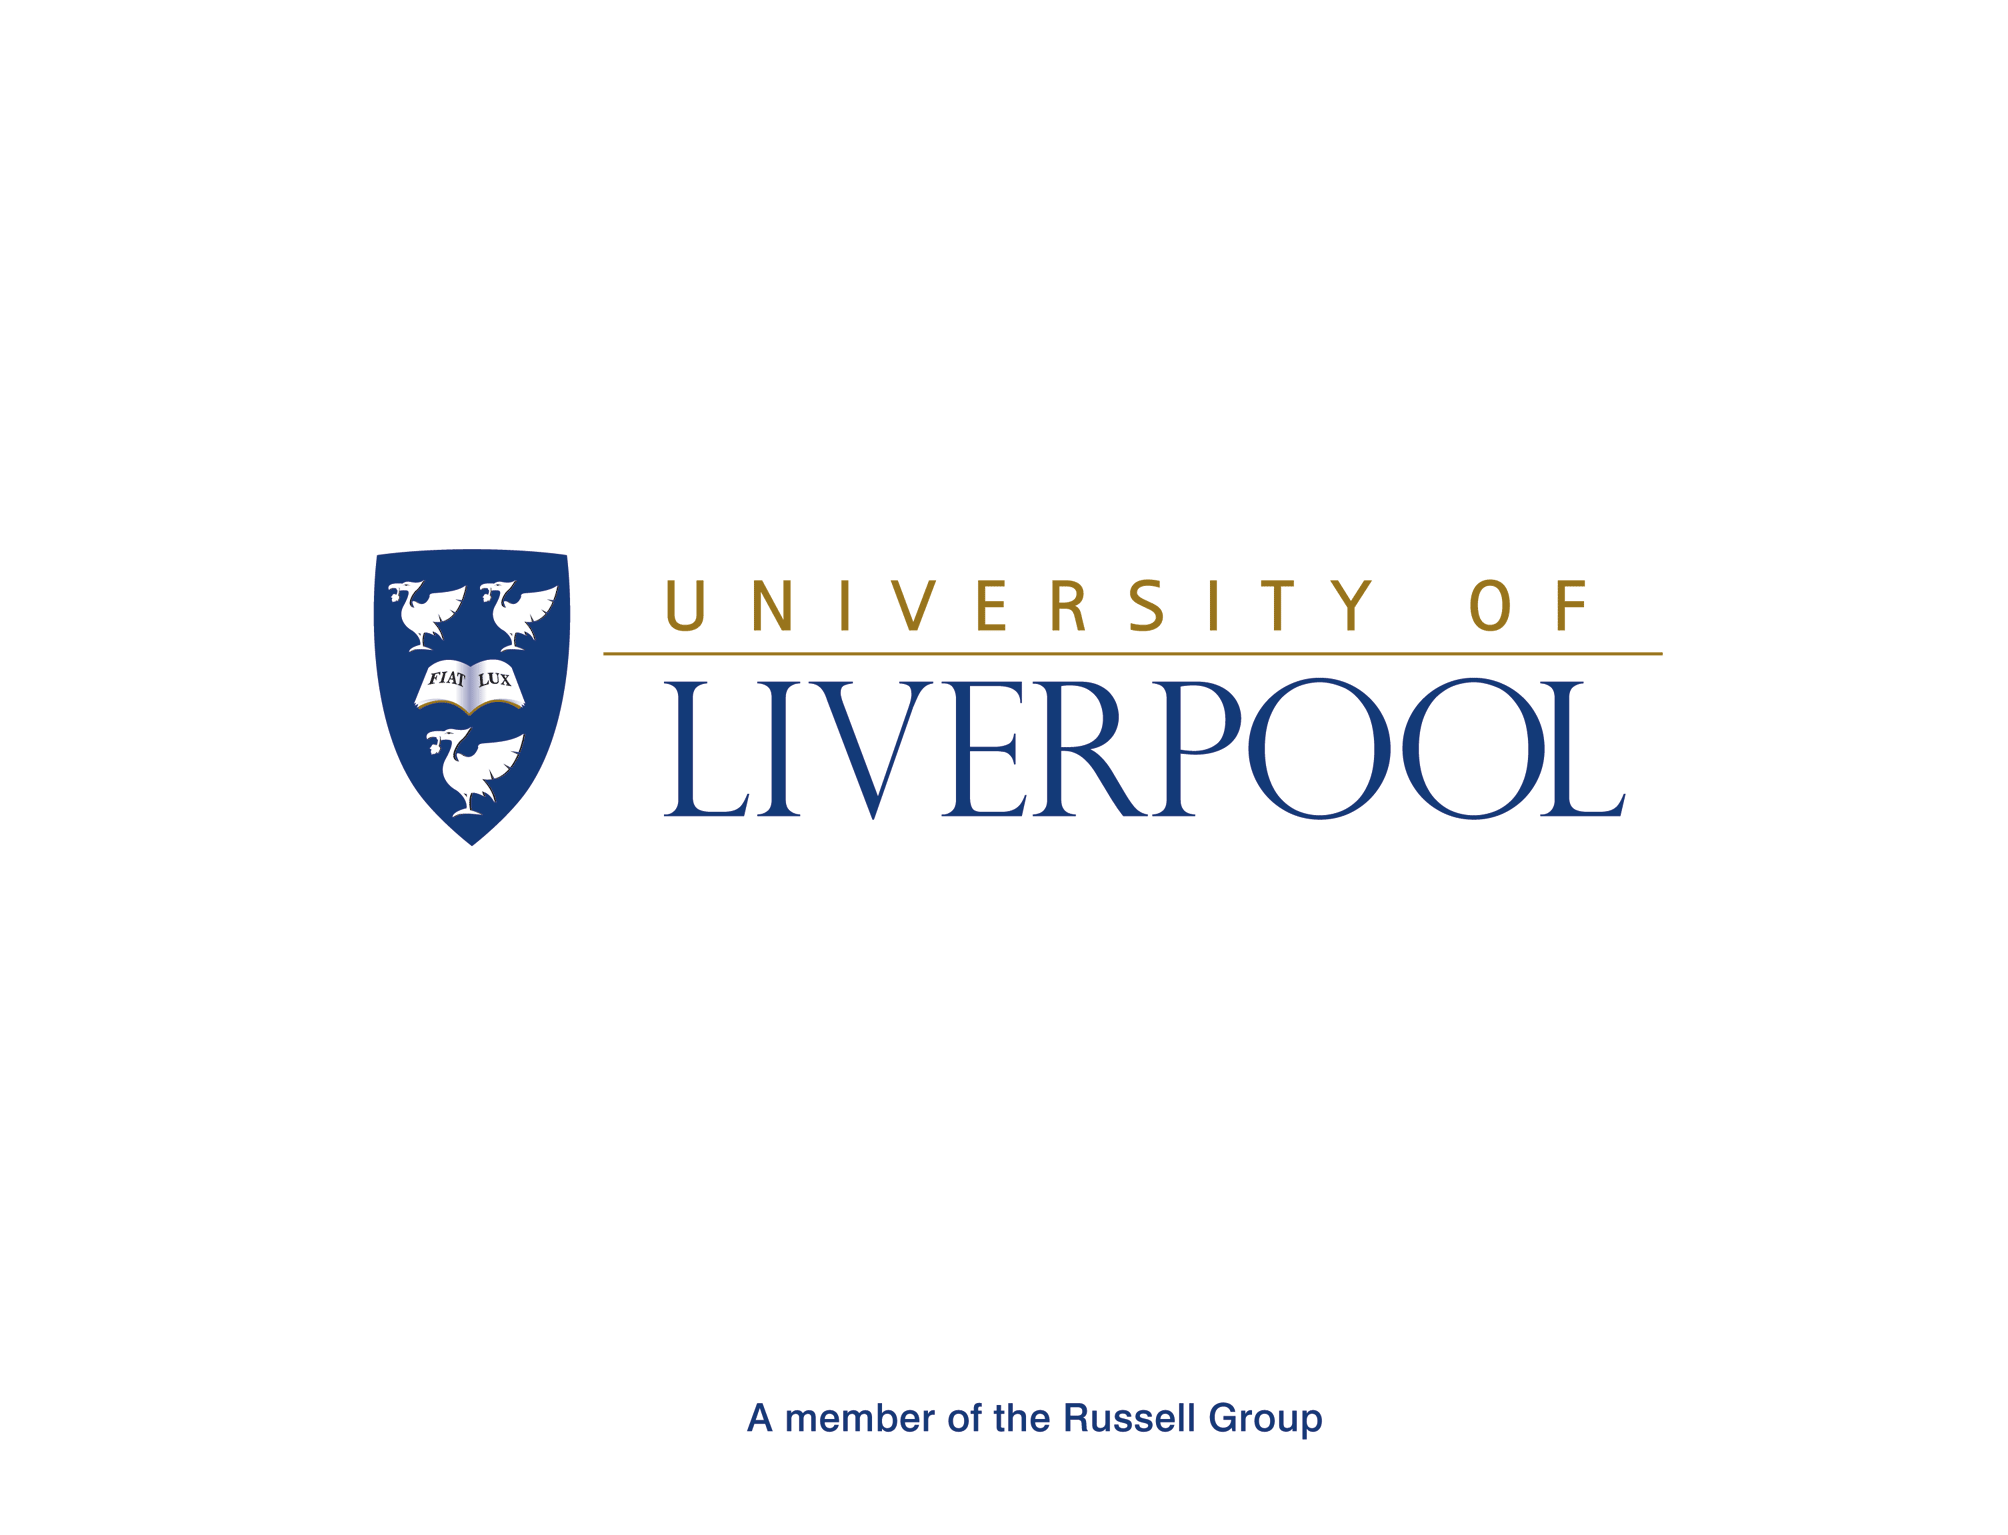 FIAT LUX
UNIVERSITY OF
LIVERPOOL
A member of the Russell Group